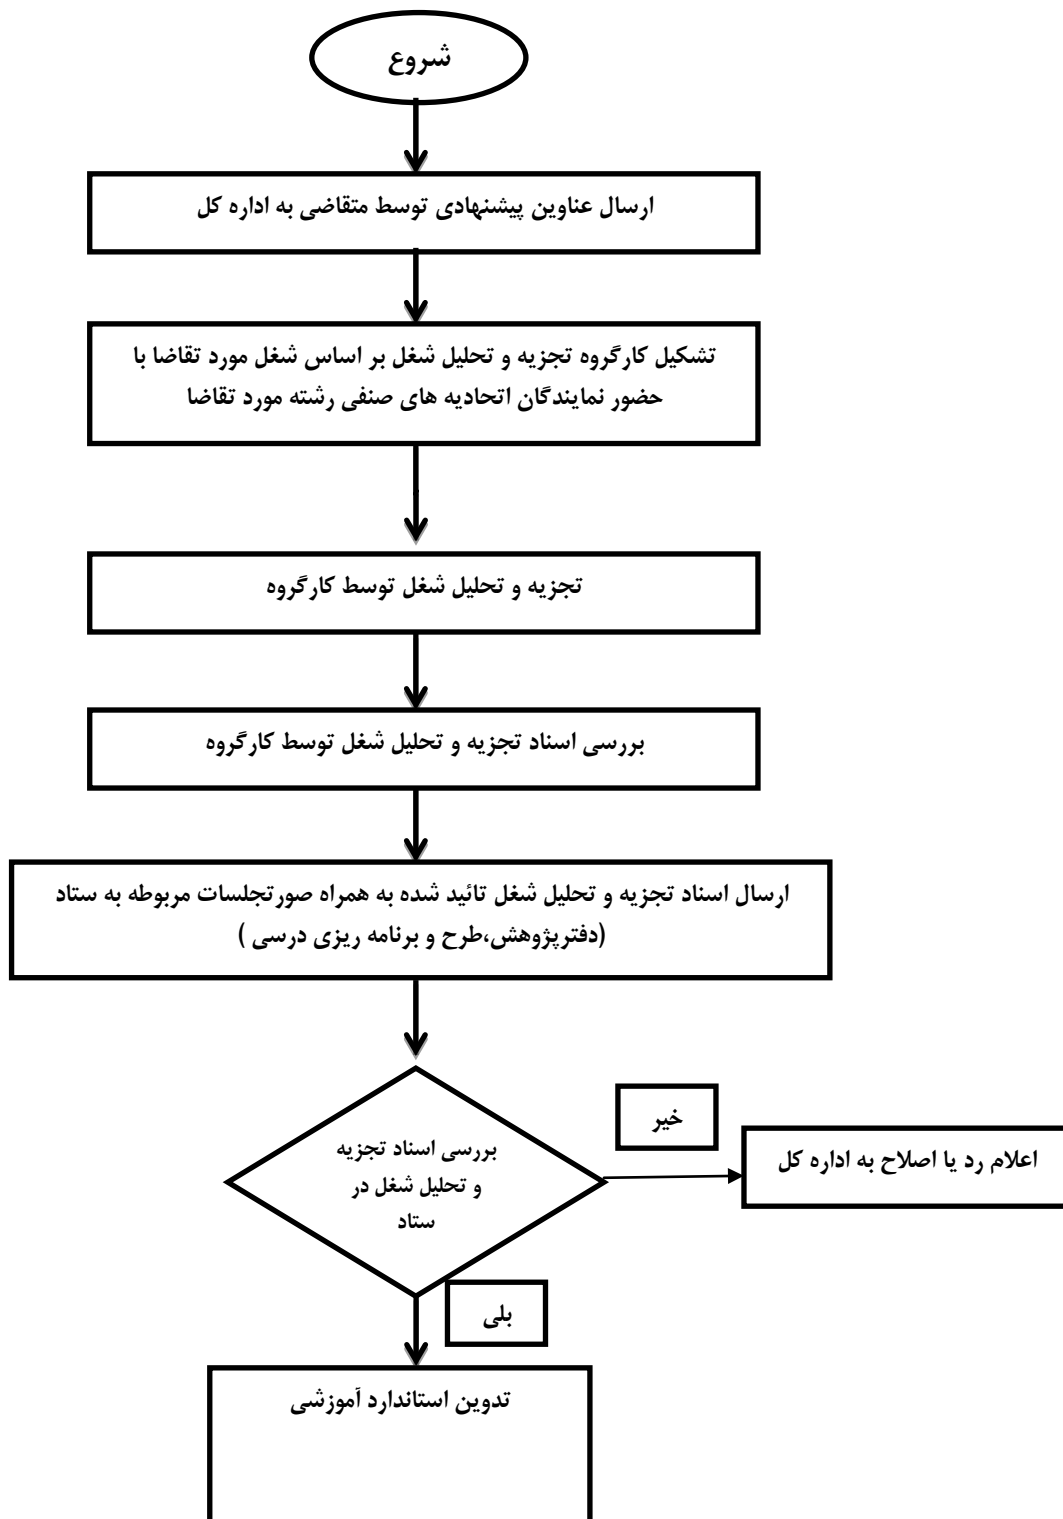 شروع
ارسال عناوین پیشنهادی توسط متقاضی به اداره کل
تشکیل کارگروه تجزیه و تحلیل شغل بر اساس شغل مورد تقاضا با
حضور نمایندگان اتحادیه های صنفی رشته مورد تقاضا
تجزیه و تحلیل شغل توسط کارگروه
بررسی اسناد تجزیه و تحلیل شغل توسط کارگروه
ارسال اسناد تجزیه و تحلیل شغل تائید شده به همراه صورتجلسات مربوطه به ستاد
(دفترپژوهش،طرح و برنامه ریزی درسی )
بررسی اسناد تجزیه
و تحلیل شغل در
ستاد
خیر
اعلام رد یا اصلاح به اداره کل
بلی
تدوین استاندارد آموزشی